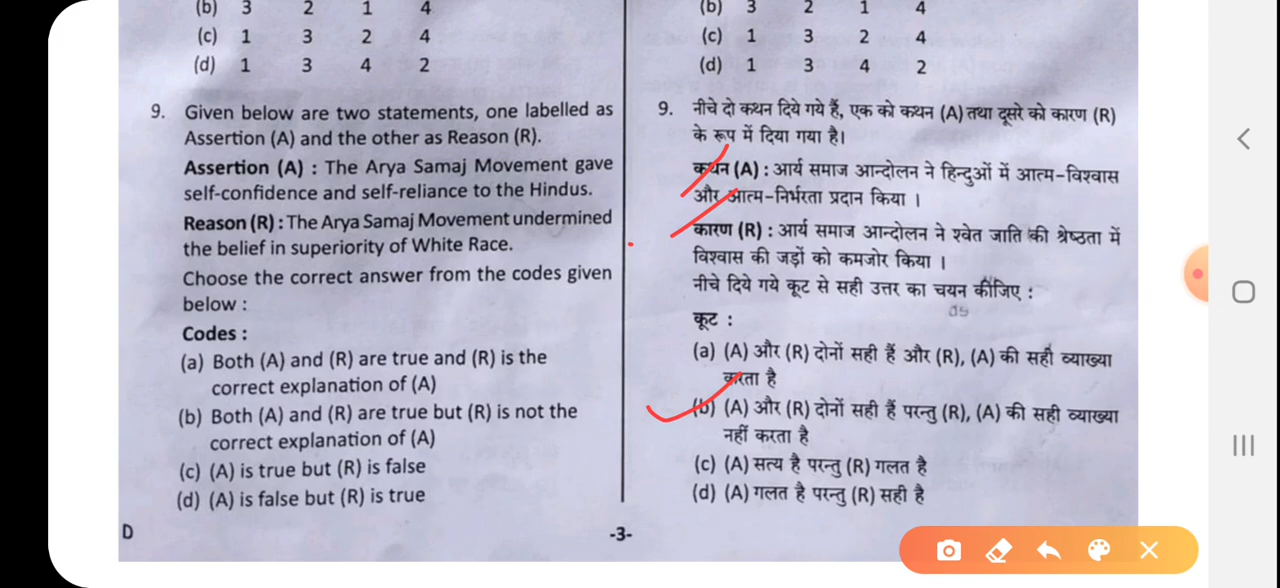 (b) 3 2 1 4
(c) 1 3 2 4
(d) 1 3 4 2
9. Given below are two statements, one labelled as
Assertion (A) and the other as Reason (R).
Assertion (A) : The Arya Samaj Movement gave
self-confidence and self-reliance to the Hindus.
Reason (R) : The Arya Samaj Movement undermined
the belief in superiority of White Race.
Choose the correct answer from the codes given
below :
Codes :
(a) Both (A) and (R) are true and (R) is the
correct explanation of (A)
(b) Both (A) and (R) are true but (R) is not the
correct explanation of (A)
(c) (A) is true but (R) is false
(d) (A) is false but (R) is true
D
-3-
(b) 3 2 1 4
(c) 1 3 2 4
(d) 1 3 4 2
9. नीचे दो कथन दिये गये हैं, एक को कथन (A) तथा दूसरे को कारण (R)
के रूप में दिया गया है।
कथन (A) : आर्य समाज आन्दोलन ने हिन्दुओं में आत्म-विश्वास
और आत्म-निर्भरता प्रदान किया ।
कारण (R) : आर्य समाज आन्दोलन ने श्वेत जाति की श्रेष्ठता में
विश्वास की जड़ों को कमजोर किया ।
नीचे दिये गये कूट से सही उत्तर का चयन कीजिए :
कूट :
(a) (A) और (R) दोनों सही हैं और (R), (A) की सही व्याख्या
करता है
(b) (A) और (R) दोनों सही हैं परन्तु (R), (A) की सही व्याख्या
नहीं करता है
(c) (A) सत्य है परन्तु (R) गलत है
(d) (A) गलत है परन्तु (R) सही है